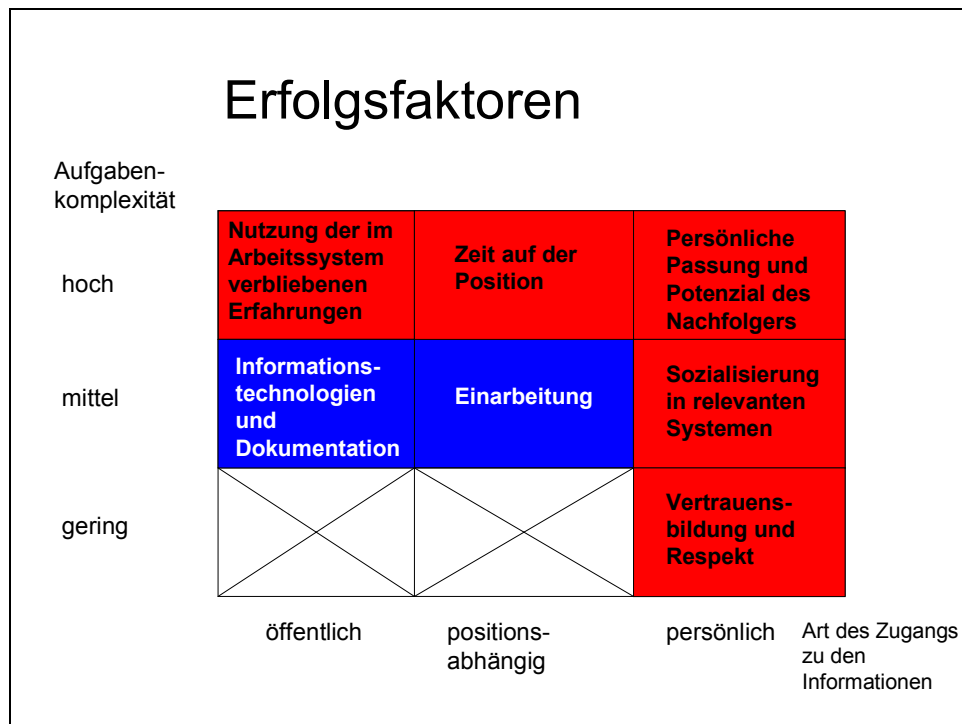 Erfolgsfaktoren
Aufgaben-
komplexität
hoch
Nutzung der im
Arbeitssystem
verbliebenen
Erfahrungen
Zeit auf der
Position
Persönliche
Passung und
Potenzial des
Nachfolgers
mittel
Informations-
technologien
und
Dokumentation
Einarbeitung
Sozialisierung
in relevanten
Systemen
gering
Vertrauens-
bildung und
Respekt
öffentlich
positions-
abhängig
persönlich
Art des Zugangs
zu den
Informationen